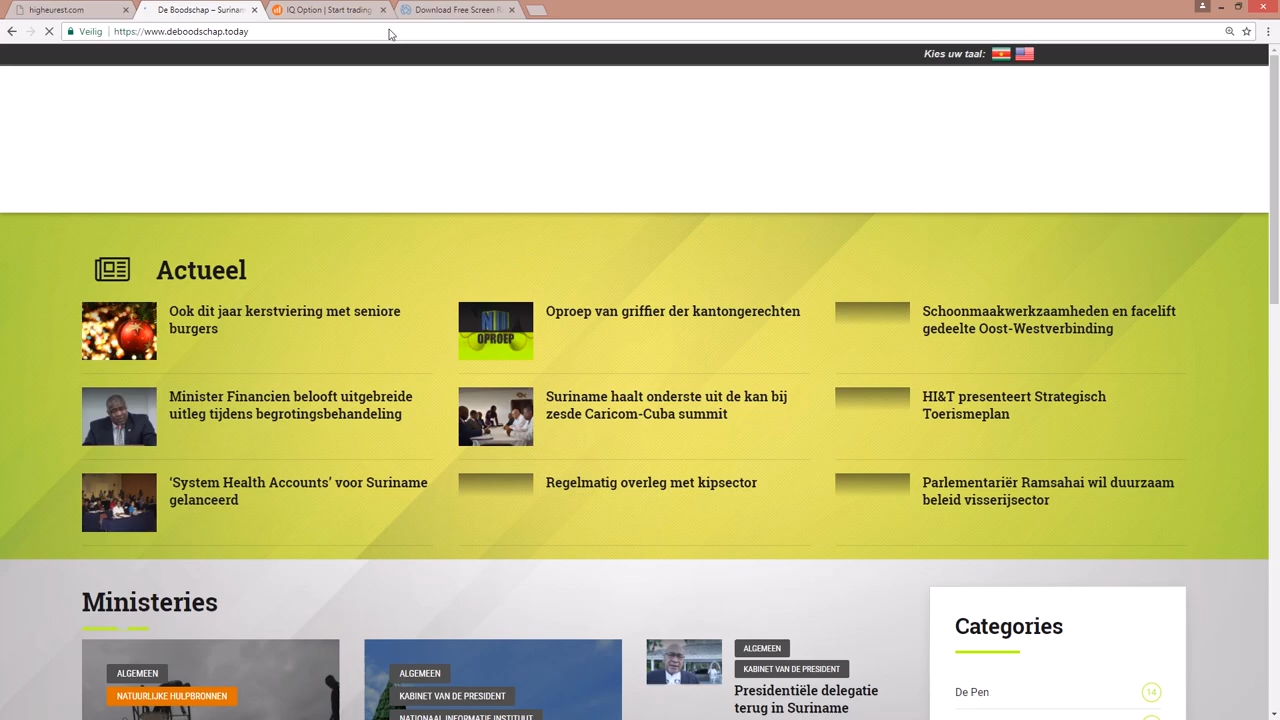 higheurest.com
De Boodschap – Surinam
IQ Option | Start trading
Download Free Screen R
Veilig
https://www.deboodschap.today
Kies uw taal:
Actueel
Ook dit jaar kerstviering met seniore
burgers
OPROEP
Oproep van griffier der kantongerechten
Schoonmaakwerkzaamheden en facelift
gedeelte Oost-Westverbinding
Minister Financien belooft uitgebreide
uitleg tijdens begrotingsbehandeling
Suriname haalt onderste uit de kan bij
zesde Caricom-Cuba summit
HI&T presenteert Strategisch
Toerismeplan
‘System Health Accounts’ voor Suriname
gelanceerd
Regelmatig overleg met kipsector
Parlementariër Ramsahai wil duurzaam
beleid visserijsector
Ministeries
ALGEMEEN
NATUURLIJKE HULPBRONNEN
ALGEMEEN
KABINET VAN DE PRESIDENT
NATIONAAL INFORMATIE INSTITUUT
ALGEMEEN
KABINET VAN DE PRESIDENT
Presidentiële delegatie
terug in Suriname
Categories
De Pen
14